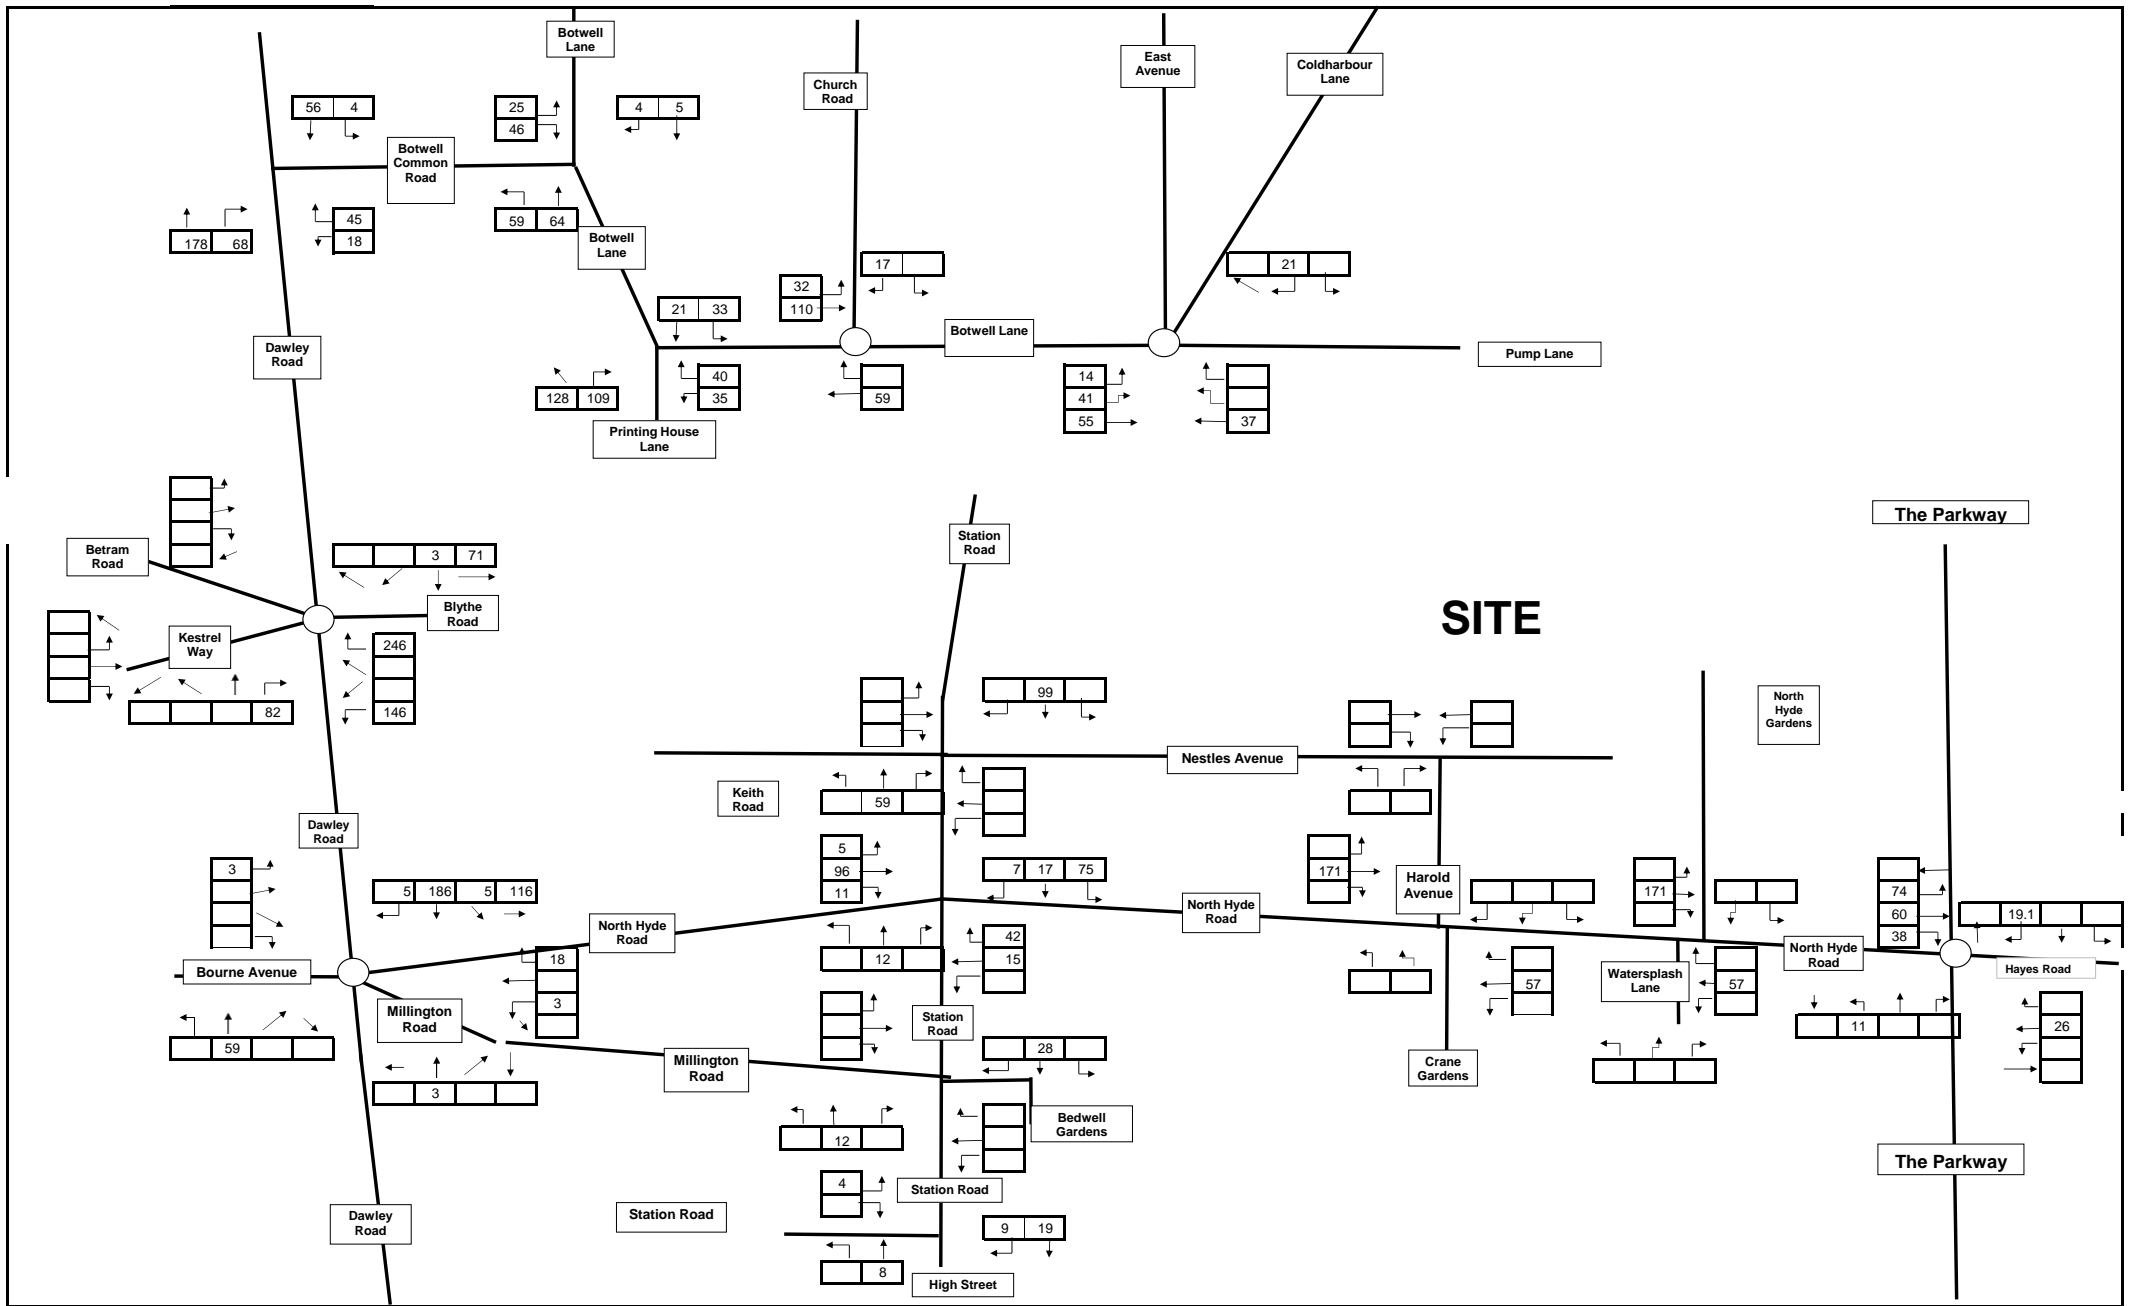 Botwell
Lane
East
Avenue
Coldharbour
Lane
Church
Road
56 4
25
46
4 5
Botwell
Common
Road
178 68
45
18
59 64
Botwell
Lane
17
21
32
110
21 33
Botwell Lane
Dawley
Road
Pump Lane
128 109
40
35
59
14
41
55
37
Printing House
Lane
Station
Road
The Parkway
Betram
Road
3 71
Blythe
Road
SITE
Kestrel
Way
246
146
82
99
North
Hyde
Gardens
Nestles Avenue
Keith
Road
59
Dawley
Road
3
5 186 5 116
5
96
11
7 17 75
171
Harold
Avenue
171
74
60
38
19.1
North Hyde
Road
North Hyde
Road
North Hyde
Road
Bourne Avenue
18
3
12
42
15
57
Watersplash
Lane
57
Hayes Road
Millington
Road
59
3
Station
Road
28
Millington
Road
Crane
Gardens
11
26
12
Bedwell
Gardens
The Parkway
4
Station Road
Station Road
Dawley
Road
9 19
8
High Street